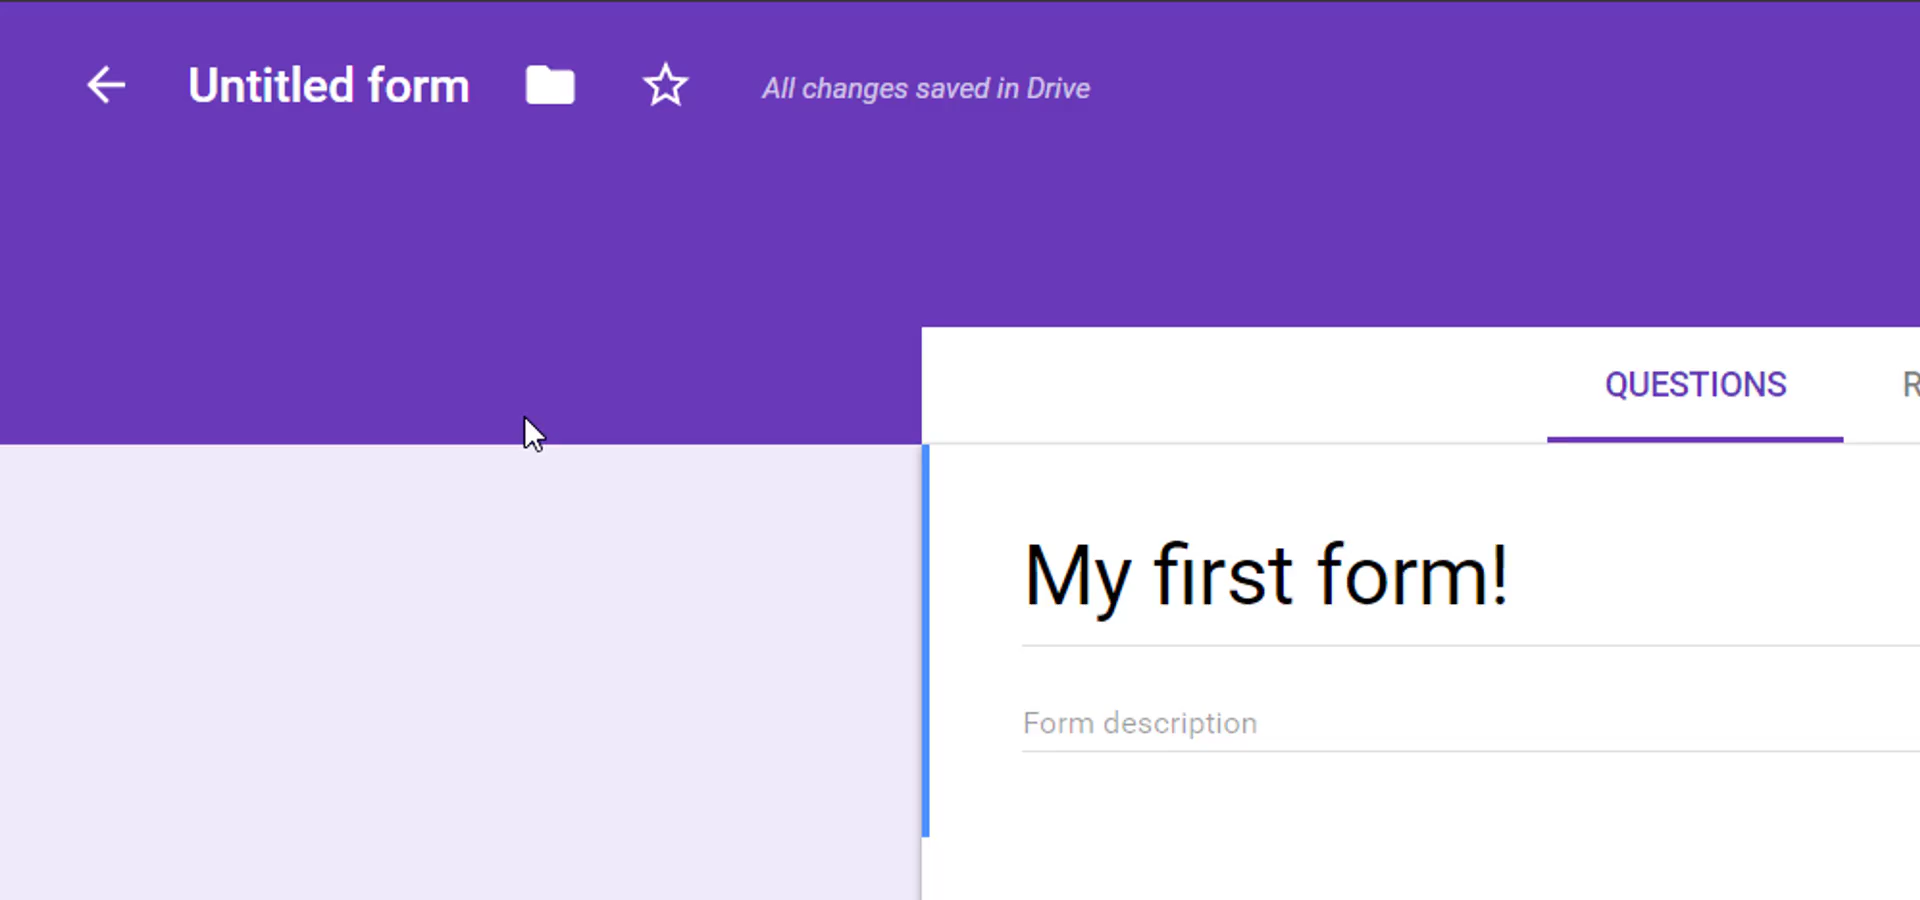 Untitled form
All changes saved in Drive
QUESTIONS
My first form!
Form description